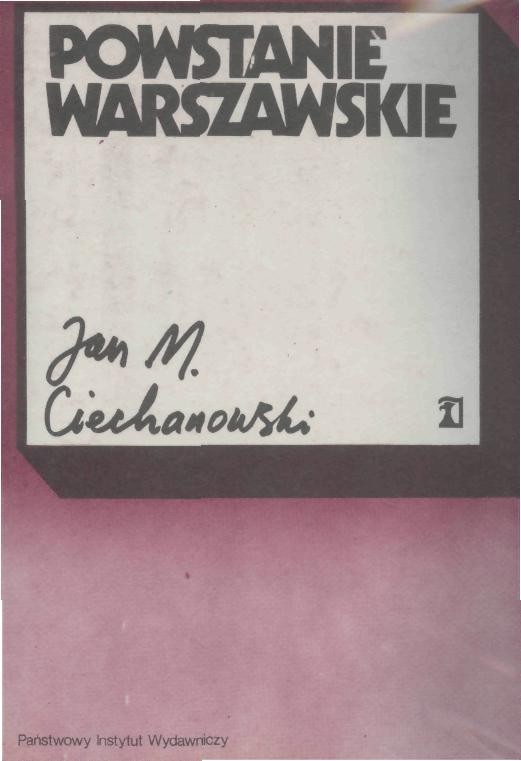 POWSTANIE
WARSZAWSKIE
Jan M.
Ciechanowski
Państwowy Instytut Wydawniczy